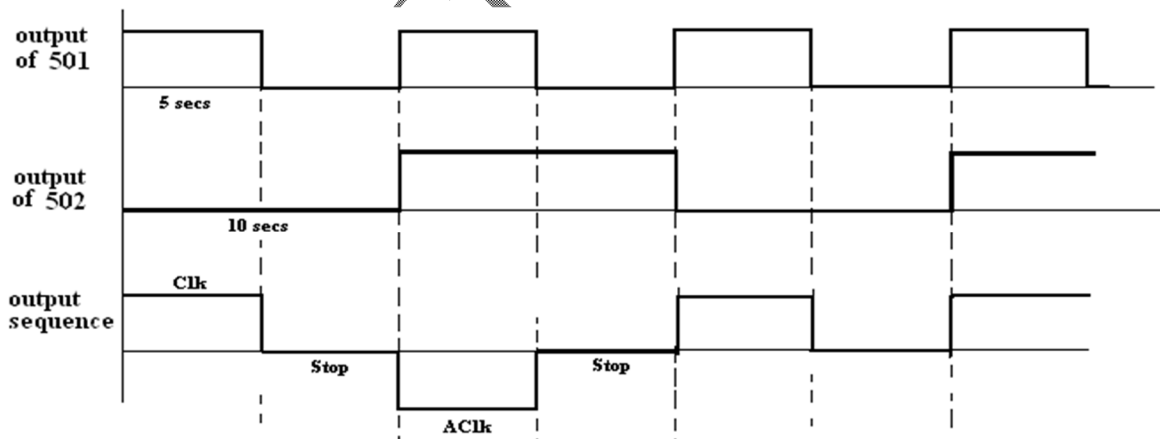 output
of 501
5 secs
output
of 502
10 secs
Clk
output
sequence
Stop
Stop
AClk